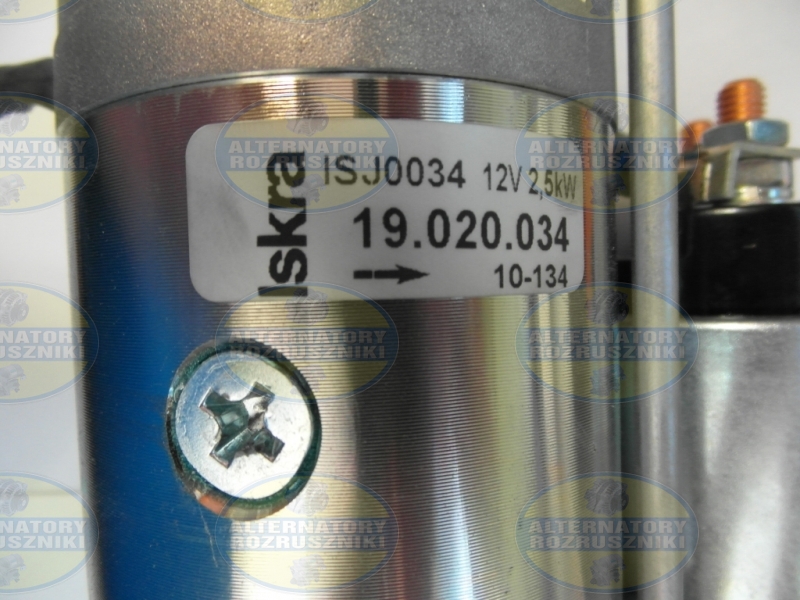 Iskra
ISJ0034 12V 2,5kW
19.020.034
10-134
ALTERNATORY
ROZRUSZNIKI